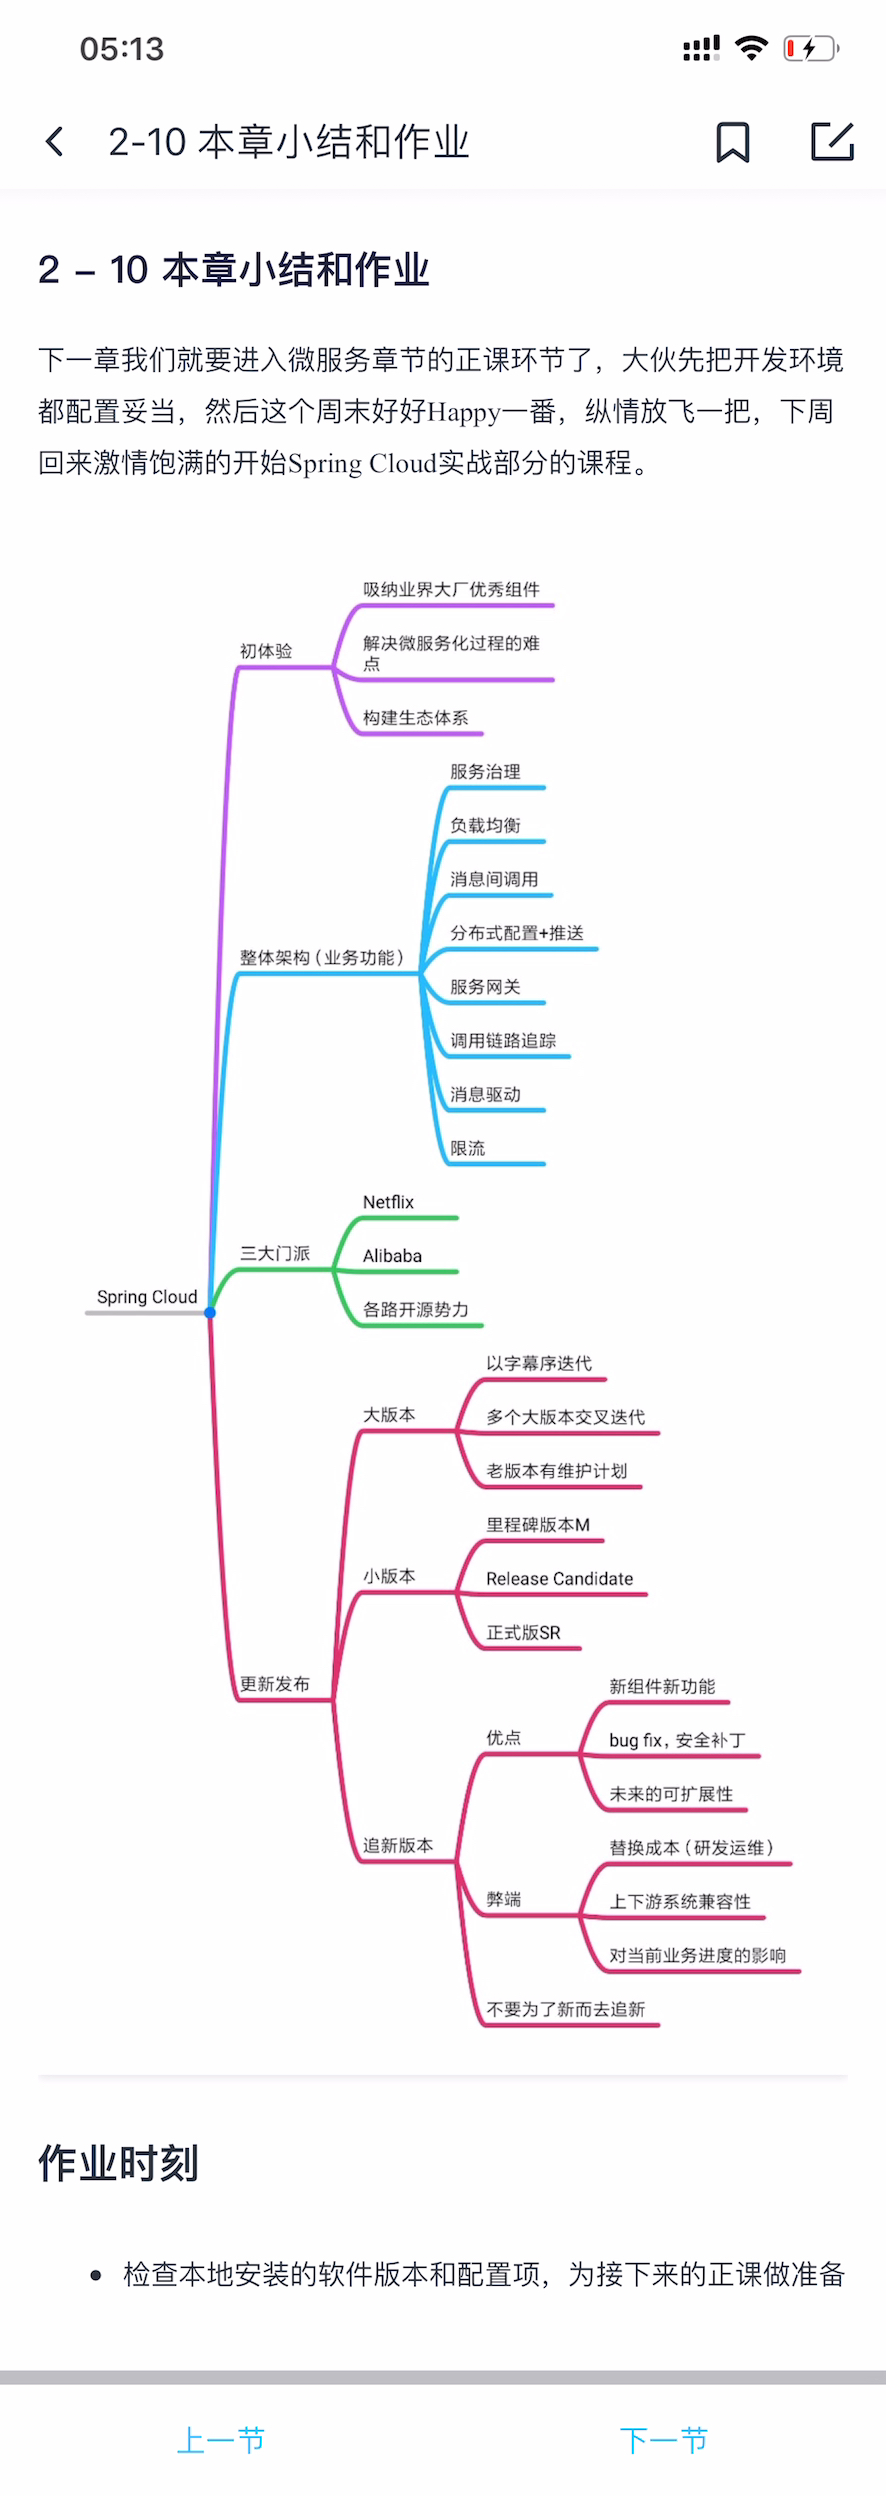 05:13
2-10 本章小结和作业
2 – 10 本章小结和作业
下一章我们就要进入微服务章节的正课环节了，大伙先把开发环境
都配置妥当，然后这个周末好好Happy一番，纵情放飞一把，下周
回来激情饱满的开始Spring Cloud实战部分的课程。
吸纳业界大厂优秀组件
初体验
解决微服务化过程的难
点
构建生态体系
服务治理
负载均衡
消息间调用
分布式配置+推送
整体架构（业务功能）
服务网关
调用链路追踪
消息驱动
限流
Netflix
三大门派
Alibaba
Spring Cloud
各路开源势力
以字幕序迭代
大版本
多个大版本交叉迭代
老版本有维护计划
里程碑版本M
小版本
Release Candidate
正式版SR
更新发布
新组件新功能
优点
bug fix，安全补丁
未来的可扩展性
追新版本
替换成本（研发运维）
弊端
上下游系统兼容性
对当前业务进度的影响
不要为了新而去追新
作业时刻
• 检查本地安装的软件版本和配置项，为接下来的正课做准备
上一节
下一节